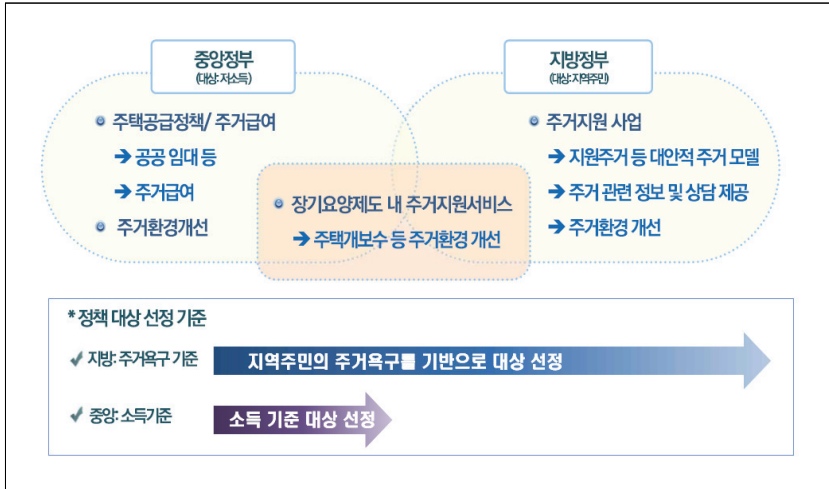 중앙정부
(대상:저소득)
◉ 주택공급정책/ 주거급여
➔ 공공 임대 등
➔ 주거급여
◉ 주거환경개선
지방정부
(대상:지역주민)
◉ 주거지원 사업
➔ 지원주거 등 대안적 주거 모델
➔ 주거 관련 정보 및 상담 제공
➔ 주거환경 개선
◉ 장기요양제도 내 주거지원서비스
➔ 주택개보수 등 주거환경 개선
* 정책 대상 선정 기준
✔ 지방: 주거욕구 기준
지역주민의 주거욕구를 기반으로 대상 선정
✔ 중앙: 소득기준
소득 기준 대상 선정